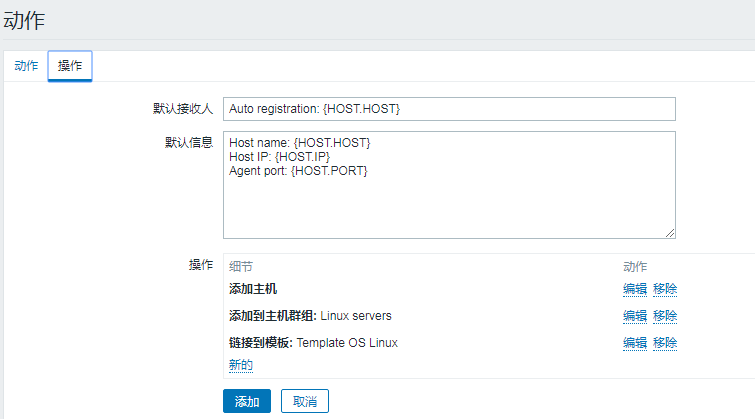 动作
动作 操作
默认接收人 Auto registration: {HOST.HOST}
默认信息 Host name: {HOST.HOST}
Host IP: {HOST.IP}
Agent port: {HOST.PORT}
操作 细节 动作
添加主机 编辑 移除
添加到主机群组: Linux servers 编辑 移除
链接到模板: Template OS Linux 编辑 移除
新的
添加 取消